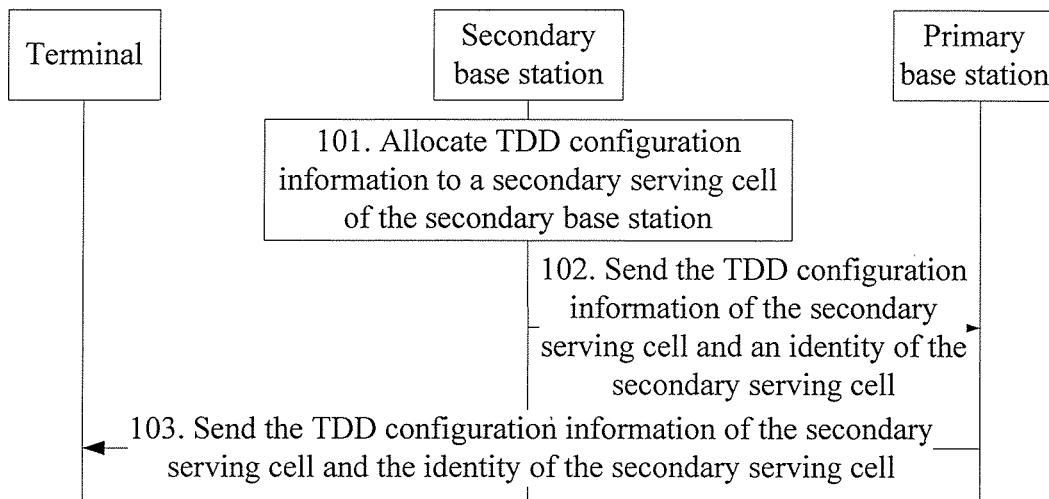 Terminal
Secondary
base station
Primary
base station
101. Allocate TDD configuration
information to a secondary serving cell
of the secondary base station
102. Send the TDD configuration
information of the secondary
serving cell and an identity of the
secondary serving cell
103. Send the TDD configuration information of the secondary
serving cell and the identity of the secondary serving cell